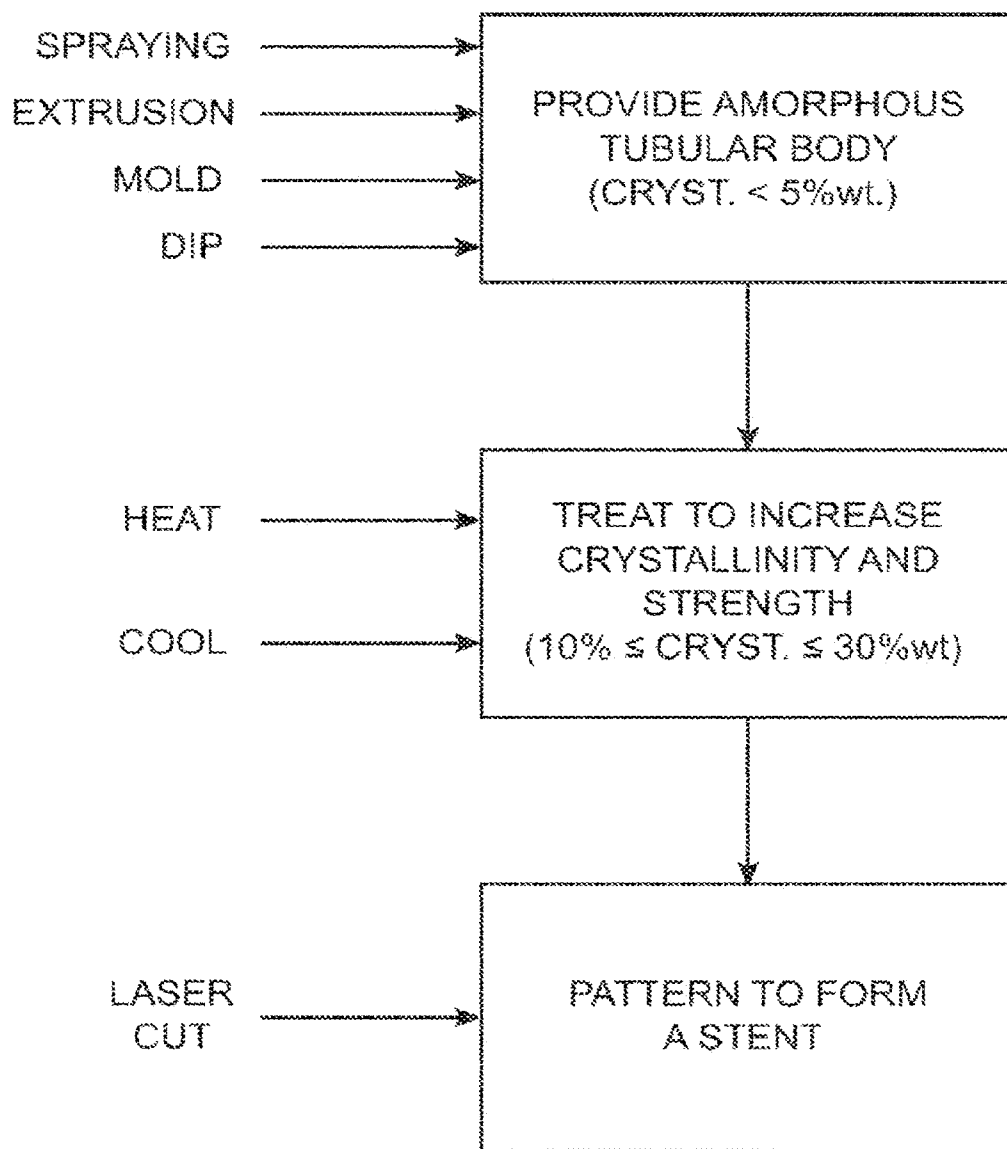 SPRAYING
EXTRUSION
MOLD
DIP
PROVIDE AMORPHOUS
TUBULAR BODY
(CRYST. < 5%wt.)
HEAT
COOL
TREAT TO INCREASE
CRYSTALLINITY AND
STRENGTH
(10% ≤ CRYST. ≤ 30%wt)
LASER
CUT
PATTERN TO FORM
A STENT